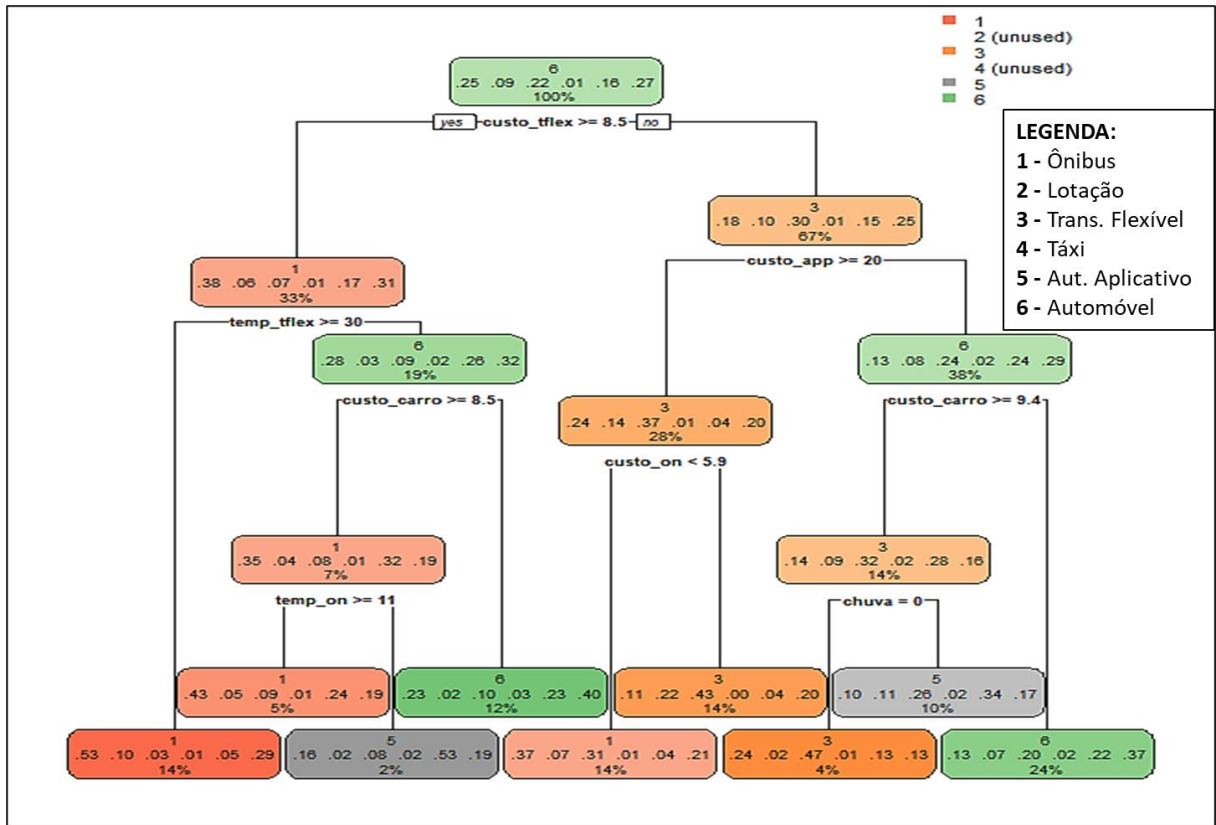 1
2 (unused)
3
4 (unused)
5
6
LEGENDA:
1 - Ônibus
2 - Lotação
3 - Trans. Flexível
4 - Táxi
5 - Aut. Aplicativo
6 - Automóvel
6
.25 .09 .22 .01 .16 .27
100%
yes custo_tflex >= 8.5 no
3
.18 .10 .30 .01 .15 .25
67%
custo_app >= 20
1
.38 .06 .07 .01 .17 .31
33%
temp_tflex >= 30
6
.28 .03 .09 .02 .26 .32
19%
custo_carro >= 8.5
6
.13 .08 .24 .02 .24 .29
38%
custo_carro >= 9.4
3
.24 .14 .37 .01 .04 .20
28%
custo_on < 5.9
1
.35 .04 .08 .01 .32 .19
7%
temp_on >= 11
3
.14 .09 .32 .02 .28 .16
14%
chuva = 0
1
.43 .05 .09 .01 .24 .19
5%
6
.23 .02 .10 .03 .23 .40
12%
3
.11 .22 .43 .00 .04 .20
14%
5
.10 .11 .26 .02 .34 .17
10%
1
.53 .10 .03 .01 .05 .29
14%
5
.16 .02 .08 .02 .53 .19
2%
1
.37 .07 .31 .01 .04 .21
14%
3
.24 .02 .47 .01 .13 .13
4%
6
.13 .07 .20 .02 .22 .37
24%